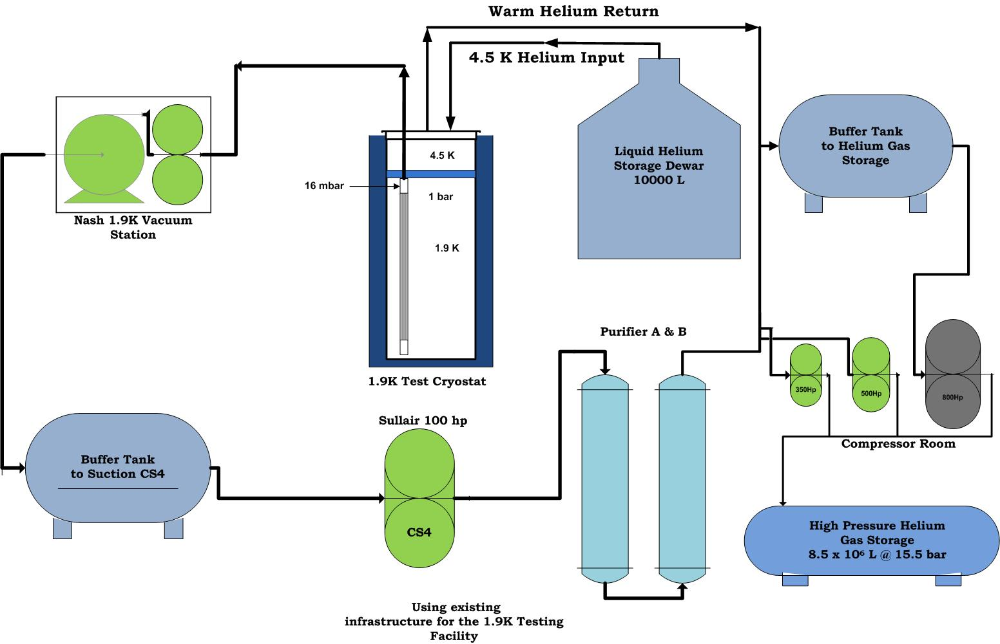 Warm Helium Return
4.5 K Helium Input
Buffer Tank
to Helium Gas
Storage
Liquid Helium
Storage Dewar
10000 L
4.5 K
16 mbar
1 bar
1.9 K
Nash 1.9K Vacuum
Station
1.9K Test Cryostat
Purifier A & B
350Hp
500Hp
800Hp
Compressor Room
Sullair 100 hp
CS4
Buffer Tank
to Suction CS4
High Pressure Helium
Gas Storage
8.5 x 10⁶ L @ 15.5 bar
Using existing
infrastructure for the 1.9K Testing
Facility